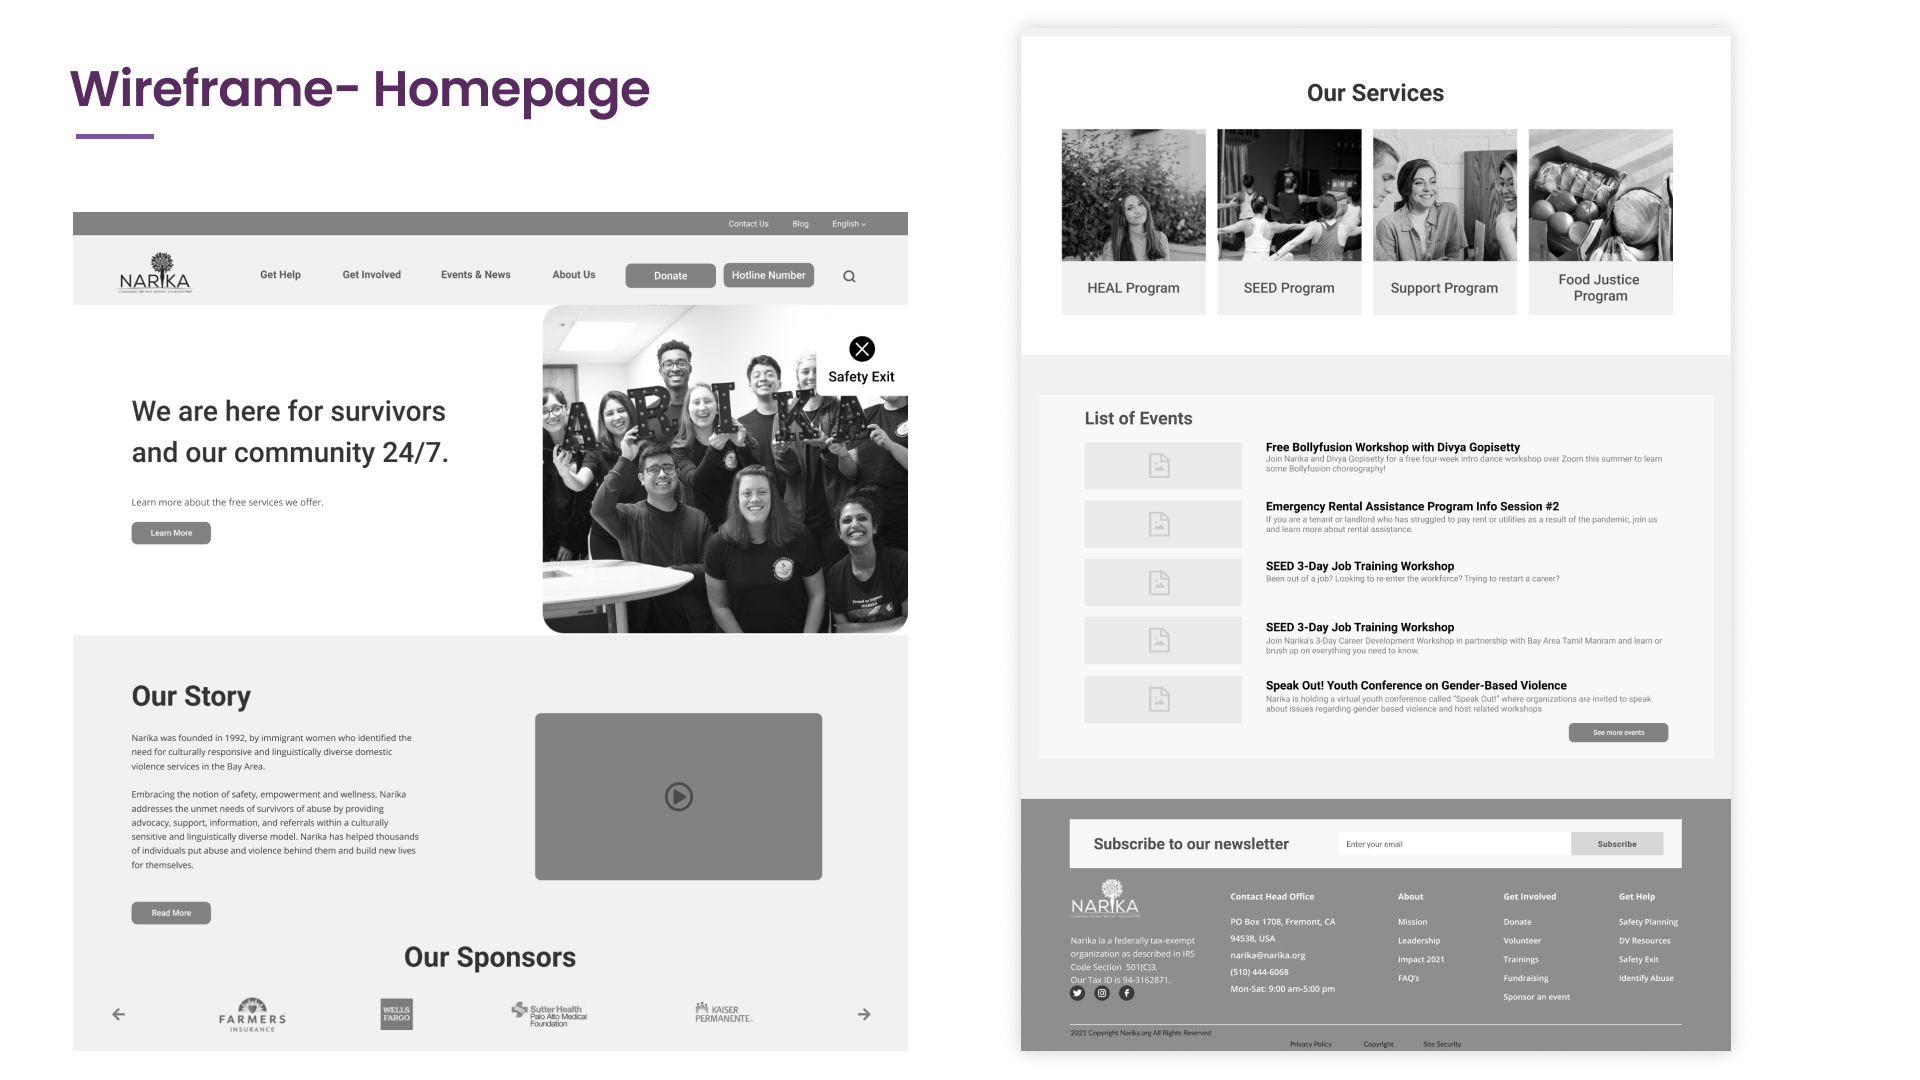 Wireframe- Homepage
Contact Us
Blog
English
NARIKA
Get Help
Get Involved
Events & News
About Us
Donate
Hotline Number
Safety Exit
ARIKA
We are here for survivors
and our community 24/7.
Learn more about the free services we offer.
Learn More
Our Story
Narika was founded in 1992, by immigrant women who identified the
need for culturally responsive and linguistically diverse domestic
violence services in the Bay Area.
Embracing the notion of safety, empowerment and wellness, Narika
addresses the unmet needs of survivors of abuse by providing
advocacy, support, information, and referrals within a culturally
sensitive and linguistically diverse model. Narika has helped thousands
of individuals put abuse and violence behind them and build new lives
for themselves.
Read More
Our Sponsors
FARMERS
INSURANCE
WELLS
FARGO
Sutter Health
Palo Alto Medical
Foundation
KAISER
PERMANENTE
Our Services
HEAL Program
SEED Program
Support Program
Food Justice
Program
List of Events
Free Bollyfusion Workshop with Divya Gopisetty
Join Narika and Divya Gopisetty for a free four-week intro dance workshop over Zoom this summer to learn
some Bollyfusion choreography!
Emergency Rental Assistance Program Info Session #2
If you are a tenant or landlord who has struggled to pay rent or utilities as a result of the pandemic, join us
and learn more about rental assistance.
SEED 3-Day Job Training Workshop
Been out of a job? Looking to re-enter the workforce? Trying to restart a career?
SEED 3-Day Job Training Workshop
Join Narika's 3-Day Career Development Workshop in partnership with Bay Area Tamil Manram and learn or
brush up on everything you need to know.
Speak Out! Youth Conference on Gender-Based Violence
Narika is holding a virtual youth conference called "Speak Out!" where organizations are invited to speak
about issues regarding gender based violence and host related workshops
See more events
Subscribe to our newsletter
Enter your email
Subscribe
NARIKA
Narika ia a federally tax-exempt
organization as described in IRS
Code Section 501(C)3.
Our Tax ID is 94-3162871.
Contact Head Office
PO Box 1708, Fremont, CA
94538, USA
narika@narika.org
(510) 444-6068
Mon-Sat: 9:00 am-5:00 pm
About
Mission
Leadership
Impact 2021
FAQ's
Get Involved
Donate
Volunteer
Trainings
Fundraising
Sponsor an event
Get Help
Safety Planning
DV Resources
Safety Exit
Identify Abuse
2021 Copyright Narika.org All Rights Reserved
Privacy Policy
Copyright
Site Security